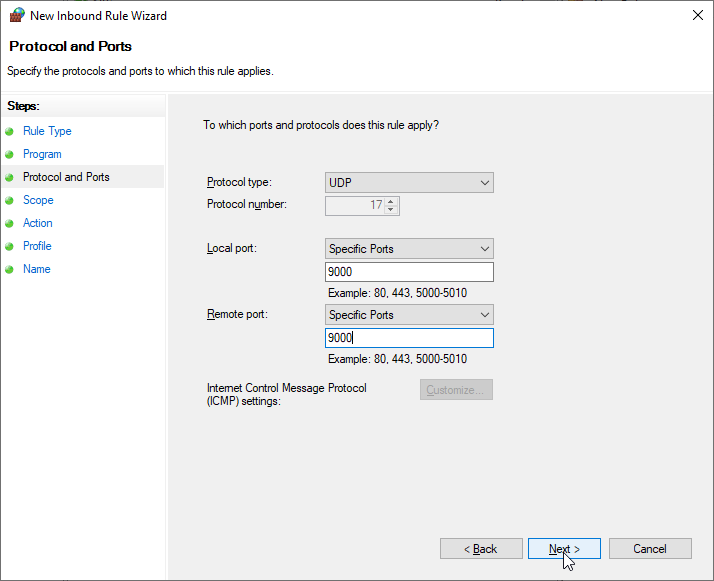 New Inbound Rule Wizard
Protocol and Ports
Specify the protocols and ports to which this rule applies.
Steps:
Rule Type
Program
Protocol and Ports
Scope
Action
Profile
Name
To which ports and protocols does this rule apply?
Protocol type: UDP
Protocol number: 17
Local port: Specific Ports
9000
Example: 80, 443, 5000-5010
Remote port: Specific Ports
9000
Example: 80, 443, 5000-5010
Internet Control Message Protocol
(ICMP) settings:
Customize...
< Back Next > Cancel